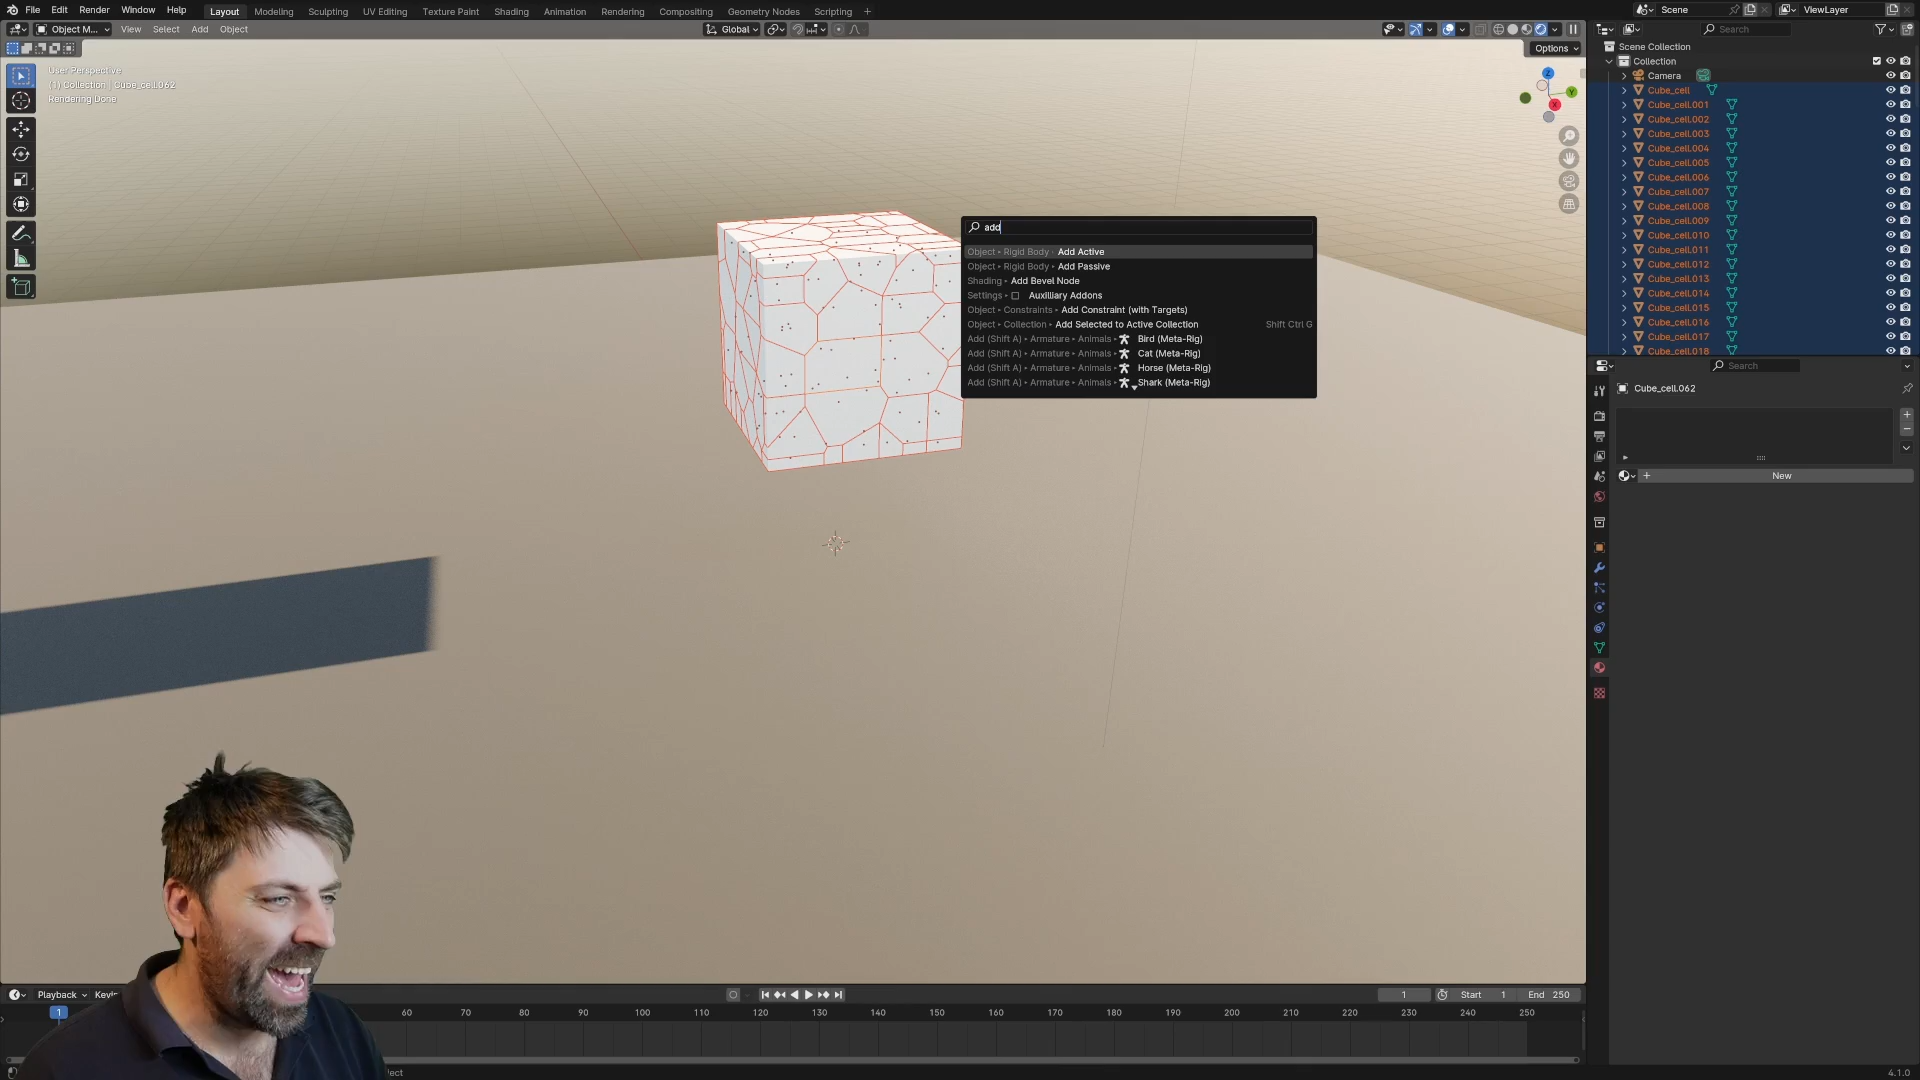 File Edit Render Window Help Layout Modeling Sculpting UV Editing Texture Paint Shading Animation Rendering Compositing Geometry Nodes Scripting + Scene ViewLayer
Object M... View Select Add Object Global Search
Options
User Perspective
(1) Collection | Cube_cell.062
Rendering Done
Z
Y
X
add
Object ▸ Rigid Body ▸ Add Active
Object ▸ Rigid Body ▸ Add Passive
Shading ▸ Add Bevel Node
Settings ▸ Auxilliary Addons
Object ▸ Constraints ▸ Add Constraint (with Targets)
Object ▸ Collection ▸ Add Selected to Active Collection Shift Ctrl G
Add (Shift A) ▸ Armature ▸ Animals ▸ Bird (Meta-Rig)
Add (Shift A) ▸ Armature ▸ Animals ▸ Cat (Meta-Rig)
Add (Shift A) ▸ Armature ▸ Animals ▸ Horse (Meta-Rig)
Add (Shift A) ▸ Armature ▸ Animals ▸ Shark (Meta-Rig)
Scene Collection
Collection
Camera
Cube_cell
Cube_cell.001
Cube_cell.002
Cube_cell.003
Cube_cell.004
Cube_cell.005
Cube_cell.006
Cube_cell.007
Cube_cell.008
Cube_cell.009
Cube_cell.010
Cube_cell.011
Cube_cell.012
Cube_cell.013
Cube_cell.014
Cube_cell.015
Cube_cell.016
Cube_cell.017
Cube_cell.018
Search
Cube_cell.062
New
Playback 1 Start 1 End 250
1 60 70 80 90 100 110 120 130 140 150 160 170 180 190 200 210 220 230 240 250
4.1.0